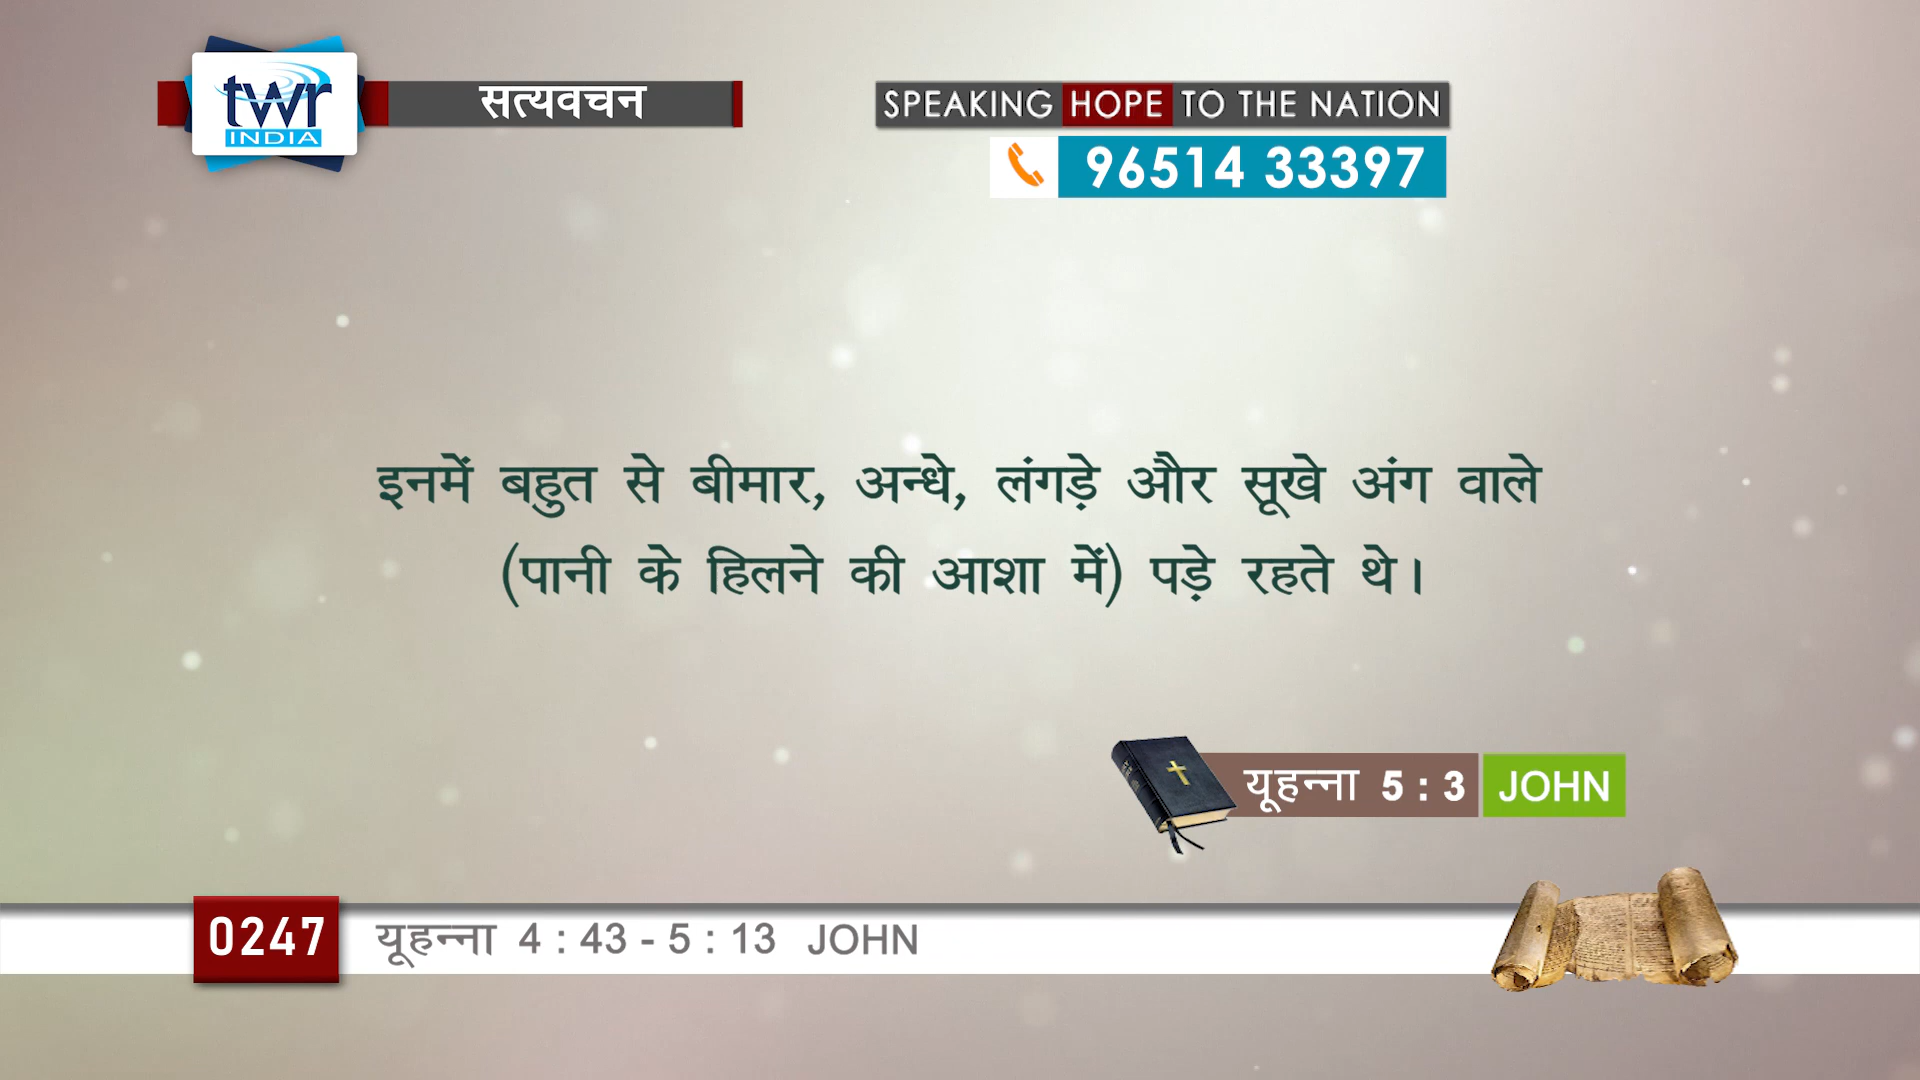 twr
INDIA
सत्यवचन
SPEAKING HOPE TO THE NATION
96514 33397
इनमें बहुत से बीमार, अन्धे, लंगड़े और सूखे अंग वाले
(पानी के हिलने की आशा में) पड़े रहते थे।
यूहन्ना 5 : 3 JOHN
0247 यूहन्ना 4 : 43 - 5 : 13 JOHN